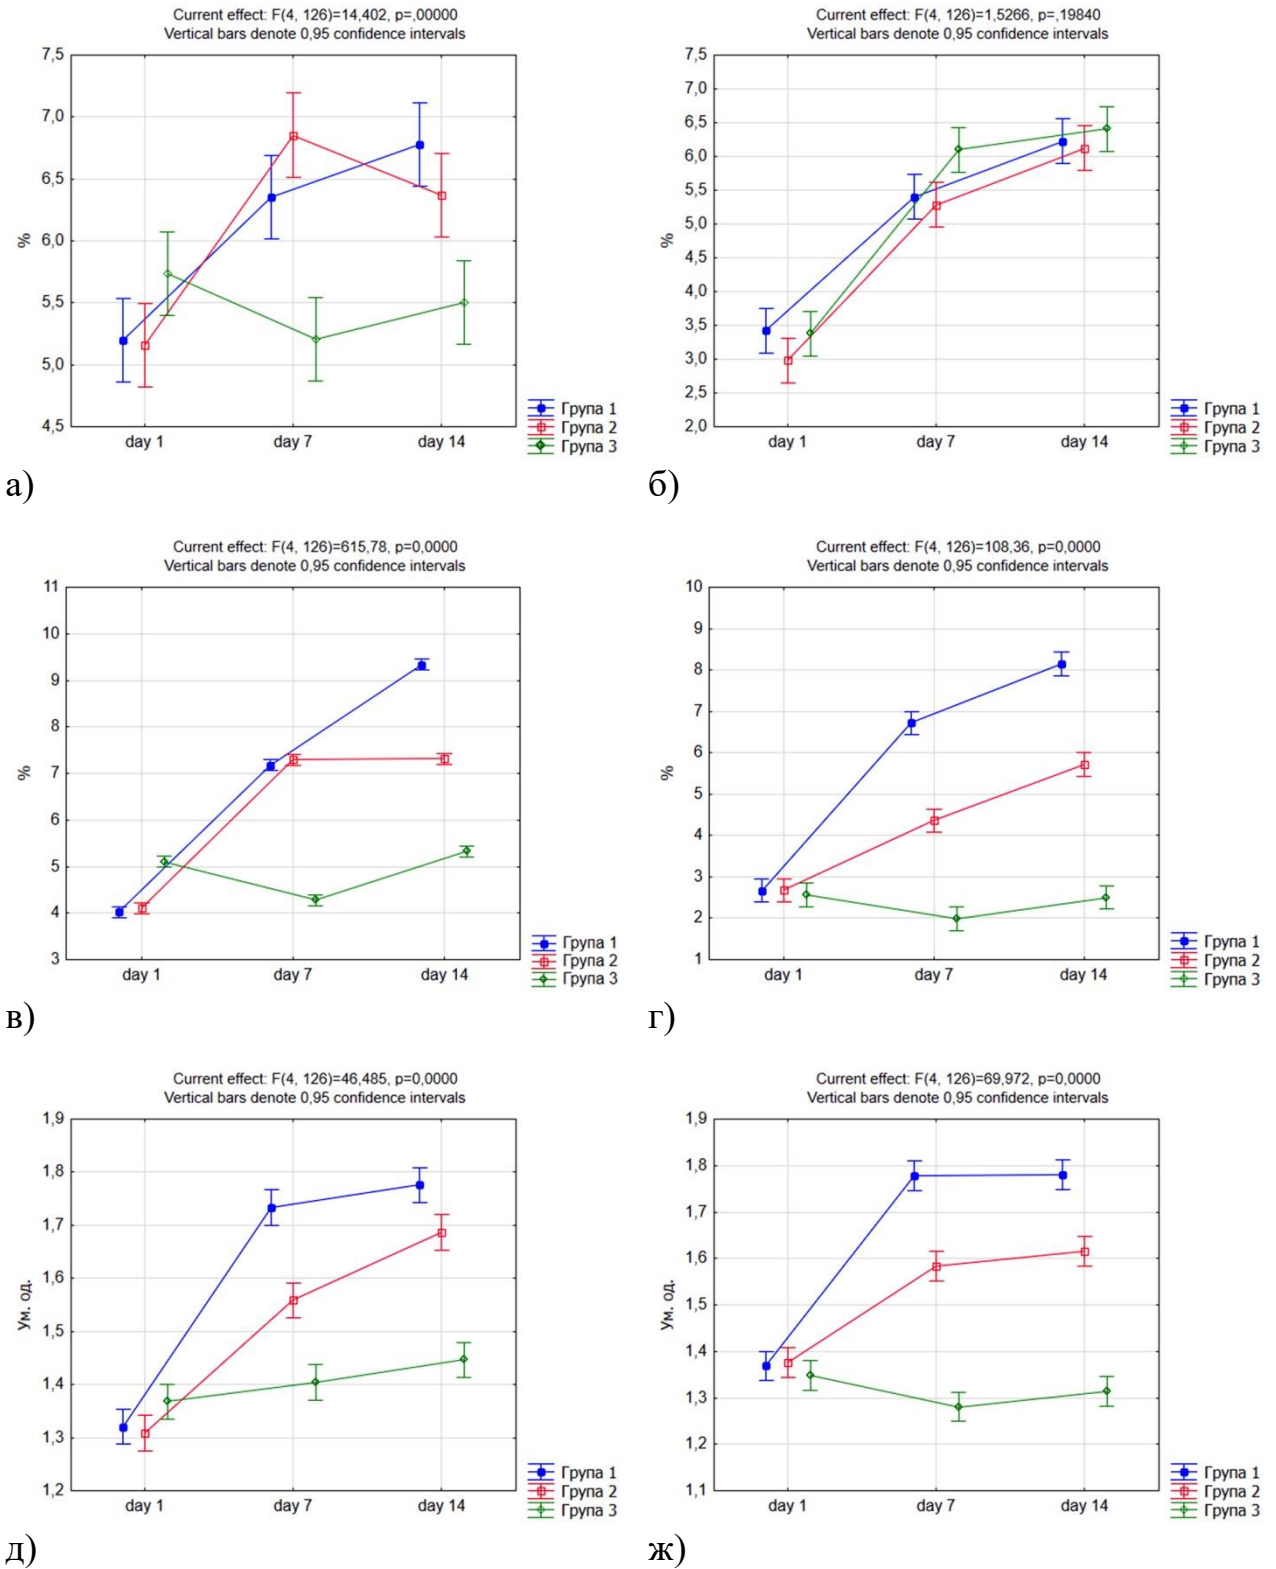 Current effect: F(4, 126)=14,402, p=,00000
Vertical bars denote 0,95 confidence intervals
7,5
7,0
6,5
6,0
5,5
5,0
4,5
%
day 1
day 7
day 14
Група 1
Група 2
Група 3
а)
Current effect: F(4, 126)=1,5266, p=,19840
Vertical bars denote 0,95 confidence intervals
7,5
7,0
6,5
6,0
5,5
5,0
4,5
4,0
3,5
3,0
2,5
2,0
%
day 1
day 7
day 14
Група 1
Група 2
Група 3
б)
Current effect: F(4, 126)=615,78, p=0,0000
Vertical bars denote 0,95 confidence intervals
11
10
9
8
7
6
5
4
3
%
day 1
day 7
day 14
Група 1
Група 2
Група 3
в)
Current effect: F(4, 126)=108,36, p=0,0000
Vertical bars denote 0,95 confidence intervals
10
9
8
7
6
5
4
3
2
1
%
day 1
day 7
day 14
Група 1
Група 2
Група 3
г)
Current effect: F(4, 126)=46,485, p=0,0000
Vertical bars denote 0,95 confidence intervals
1,9
1,8
1,7
1,6
1,5
1,4
1,3
1,2
Ум. од.
day 1
day 7
day 14
Група 1
Група 2
Група 3
д)
Current effect: F(4, 126)=69,972, p=0,0000
Vertical bars denote 0,95 confidence intervals
1,9
1,8
1,7
1,6
1,5
1,4
1,3
1,2
1,1
Ум. од.
day 1
day 7
day 14
Група 1
Група 2
Група 3
ж)